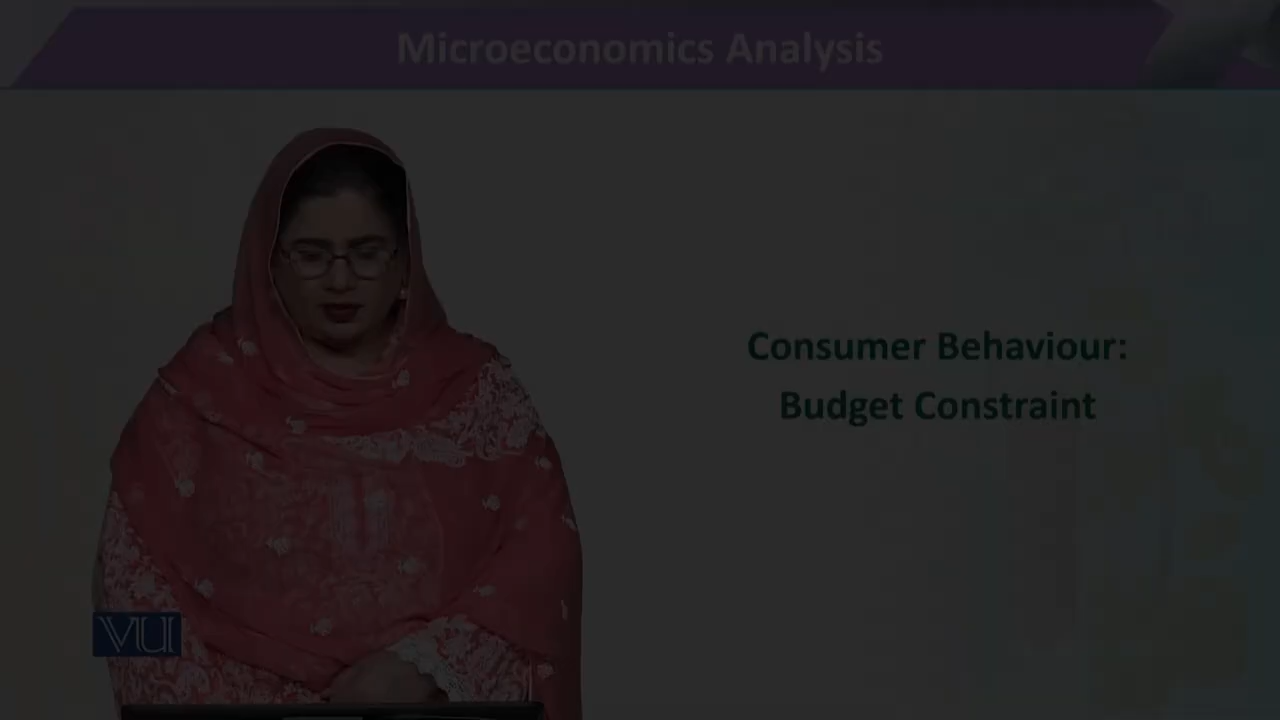 Microeconomics Analysis
Consumer Behaviour:
Budget Constraint
VU